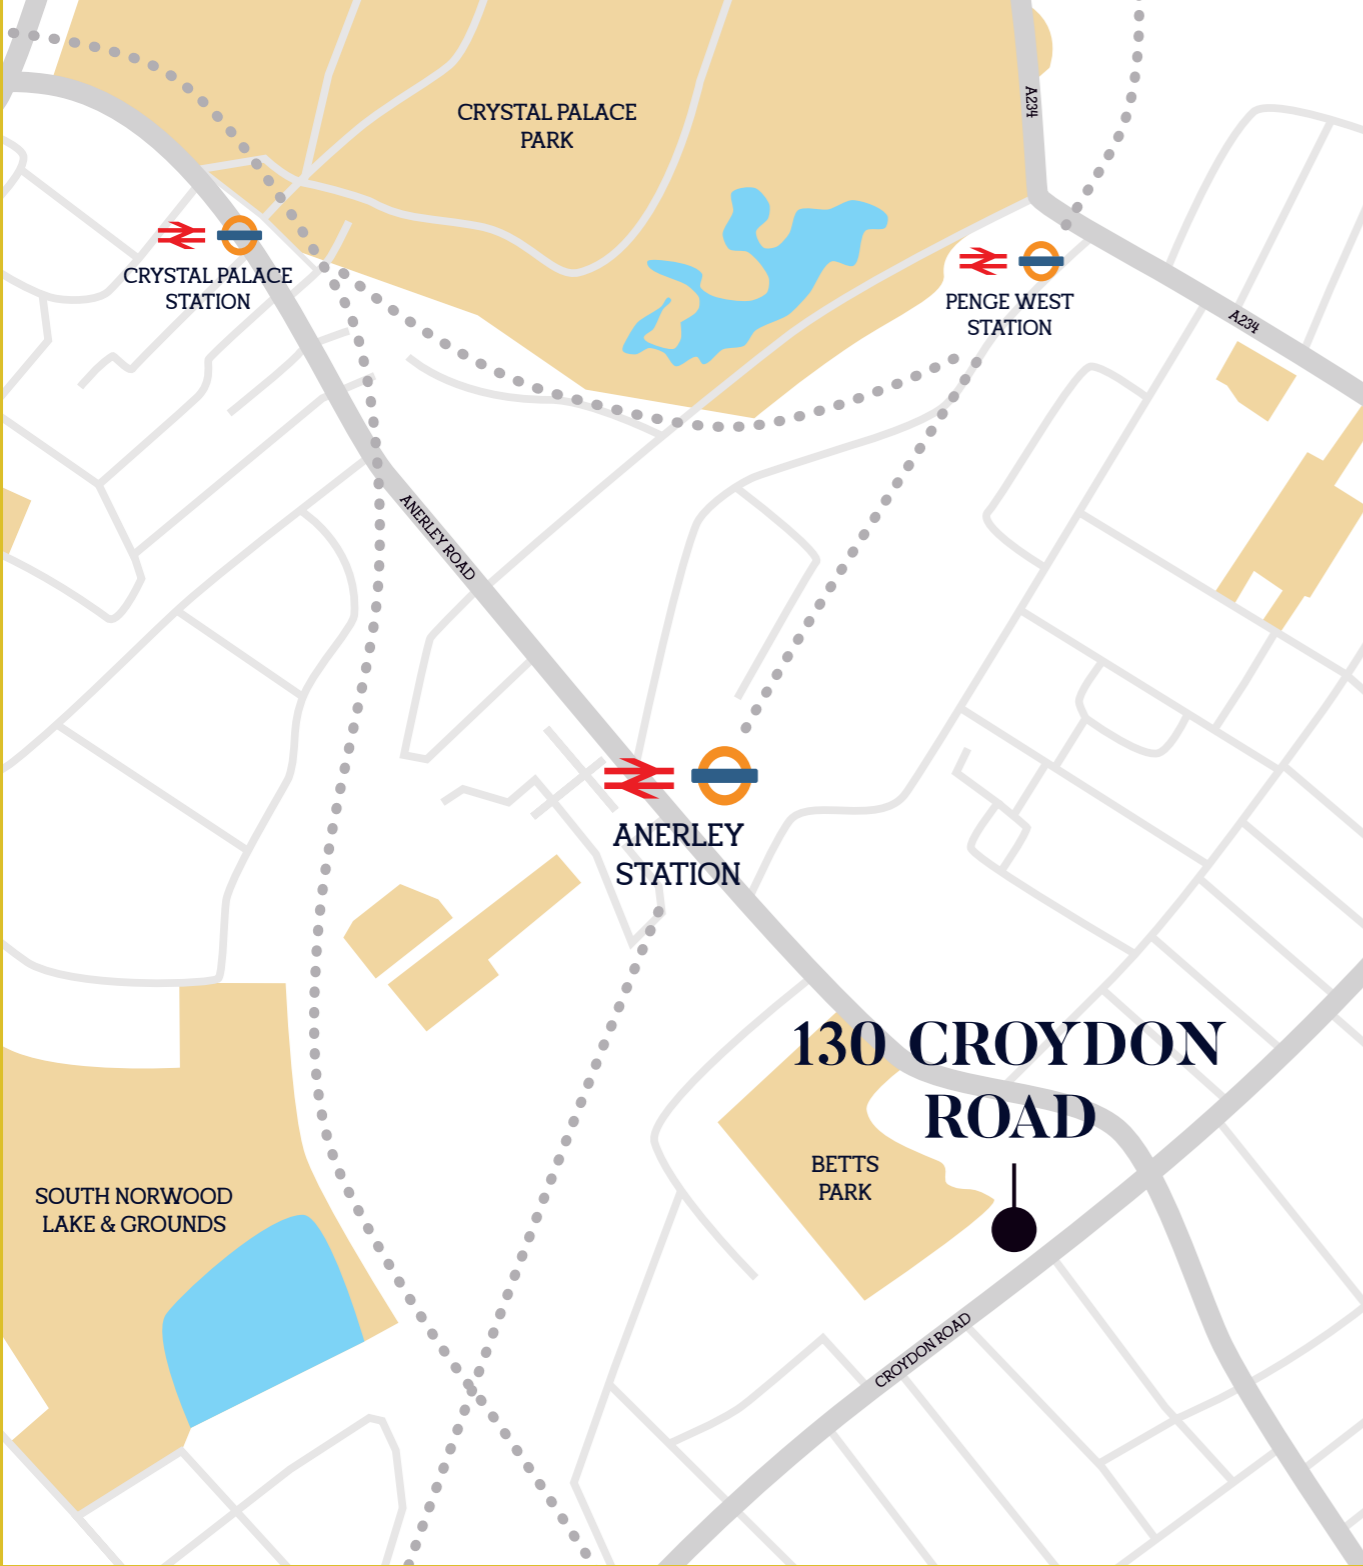 CRYSTAL PALACE
PARK
A234
CRYSTAL PALACE
STATION
PENGE WEST
STATION
A234
ANERLEY ROAD
ANERLEY
STATION
130 CROYDON
ROAD
BETTS
PARK
SOUTH NORWOOD
LAKE & GROUNDS
CROYDON ROAD